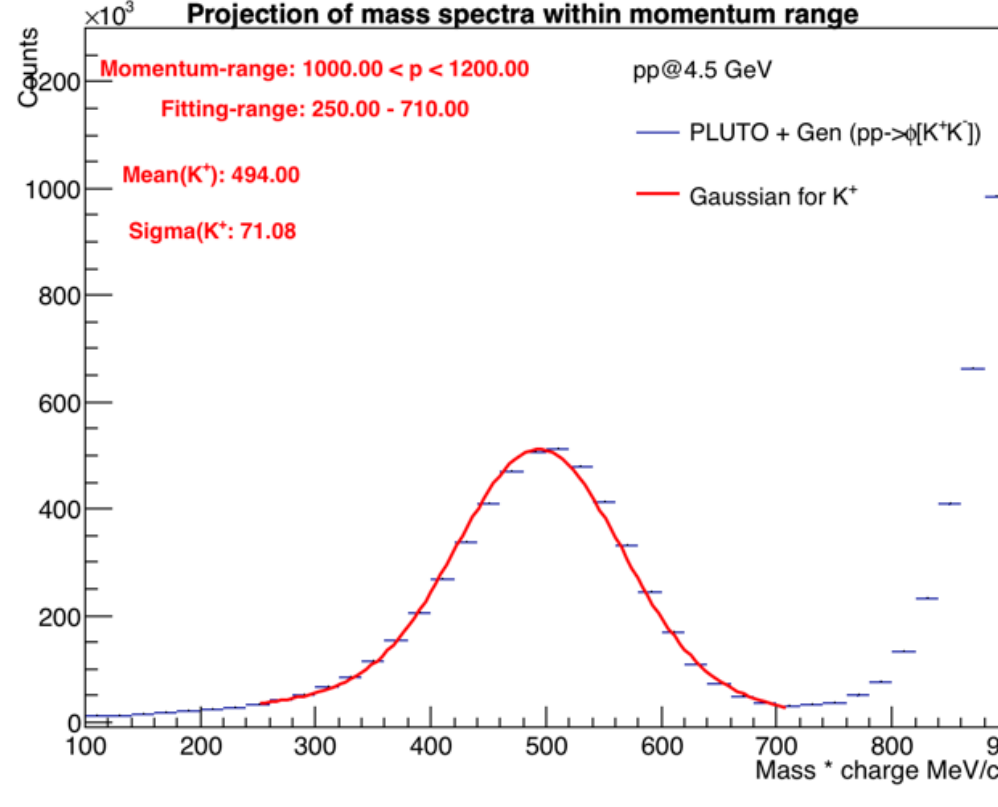 Projection of mass spectra within momentum range
×10³
Counts
Momentum-range: 1000.00 < p < 1200.00
Fitting-range: 250.00 - 710.00
Mean(K⁺): 494.00
Sigma(K⁺: 71.08
pp@4.5 GeV
PLUTO + Gen (pp->ϕ[K⁺K⁻])
Gaussian for K⁺
1200
1000
800
600
400
200
0
100 200 300 400 500 600 700 800 9
Mass * charge MeV/c